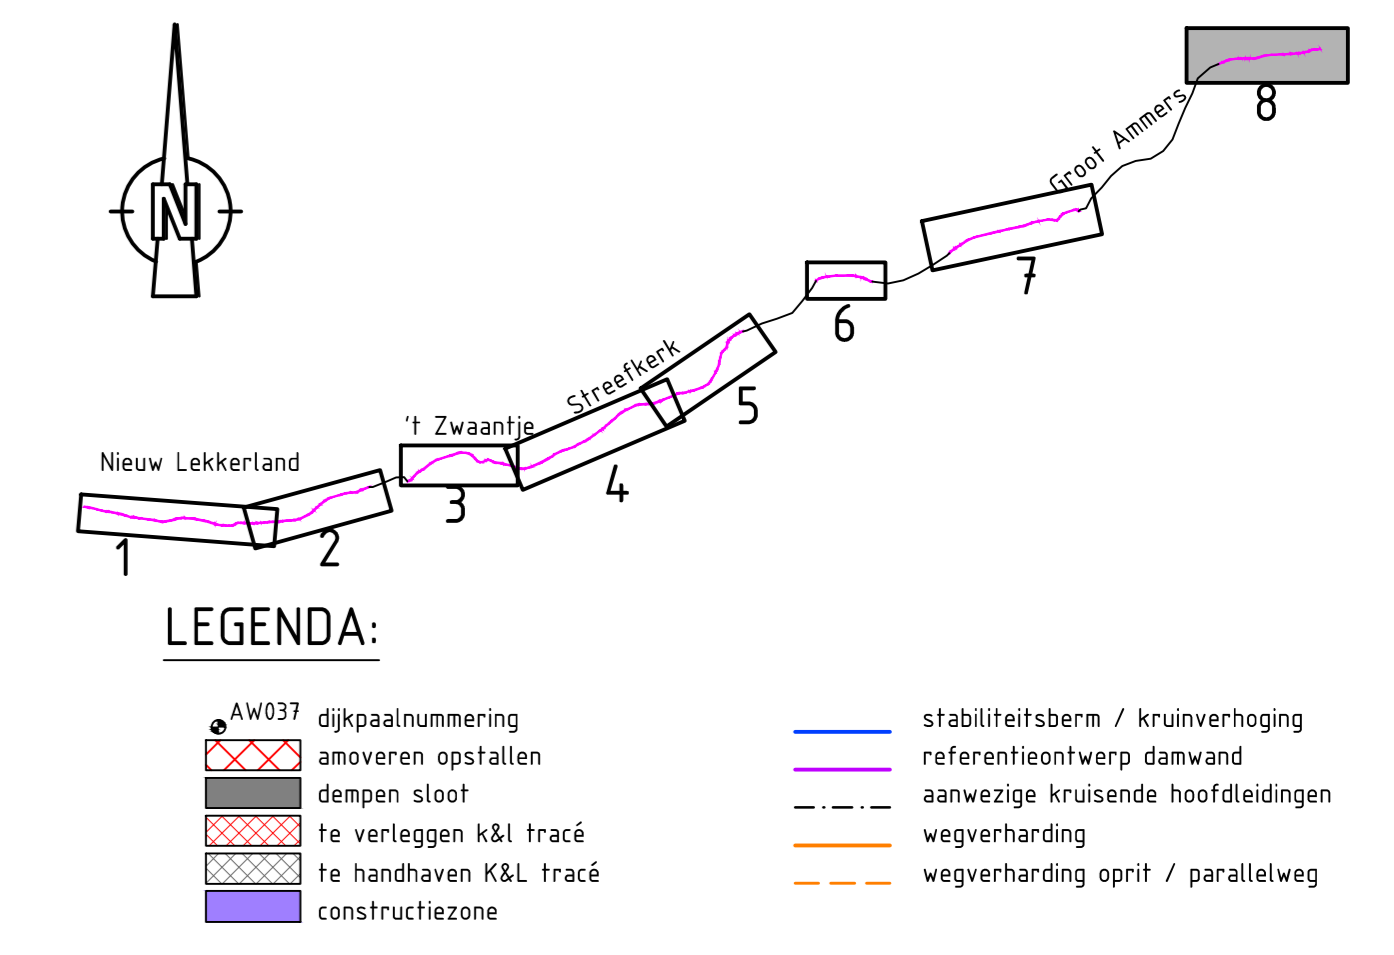 N
8
Groot Ammers
7
6
Streefkerk
5
't Zwaantje
4
Nieuw Lekkerland
3
2
1
LEGENDA:
AW037 dijkpaalnummering
amoveren opstallen
dempen sloot
te verleggen k&l tracé
te handhaven K&L tracé
constructiezone
stabiliteitsberm / kruinverhoging
referentieontwerp damwand
aanwezige kruisende hoofdleidingen
wegverharding
wegverharding oprit / parallelweg